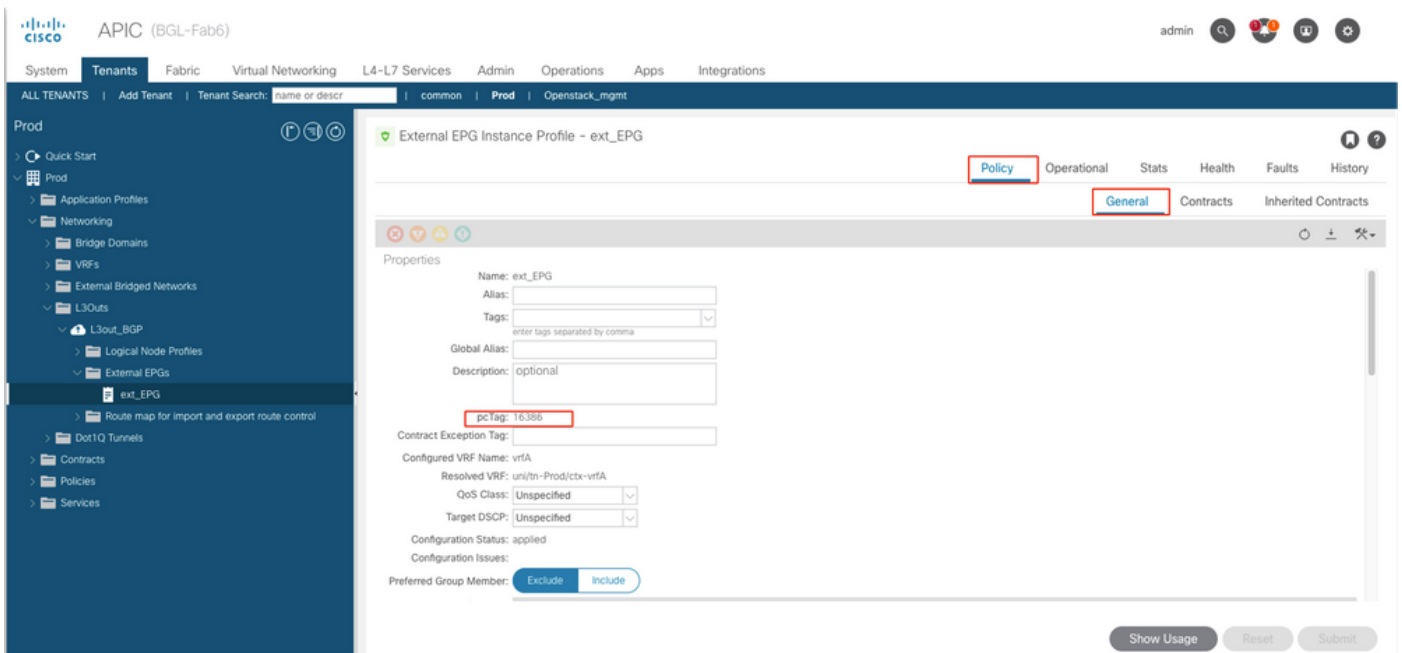 CISCO
APIC (BGL-Fab6)
admin
System Tenants Fabric Virtual Networking L4-L7 Services Admin Operations Apps Integrations
ALL TENANTS | Add Tenant | Tenant Search: name or descr | common | Prod | Openstack_mgmt
Prod
Quick Start
Prod
Application Profiles
Networking
Bridge Domains
VRFs
External Bridged Networks
L3Outs
L3out_BGP
Logical Node Profiles
External EPGs
ext_EPG
Route map for import and export route control
Dot1Q Tunnels
Contracts
Policies
Services
External EPG Instance Profile - ext_EPG
Policy Operational Stats Health Faults History
General Contracts Inherited Contracts
Properties
Name: ext_EPG
Alias:
Tags:
enter tags separated by comma
Global Alias:
Description: optional
pcTag: 16386
Contract Exception Tag:
Configured VRF Name: vrfA
Resolved VRF: uni/tn-Prod/ctx-vrfA
QoS Class: Unspecified
Target DSCP: Unspecified
Configuration Status: applied
Configuration Issues:
Preferred Group Member: Exclude Include
Show Usage Reset Submit